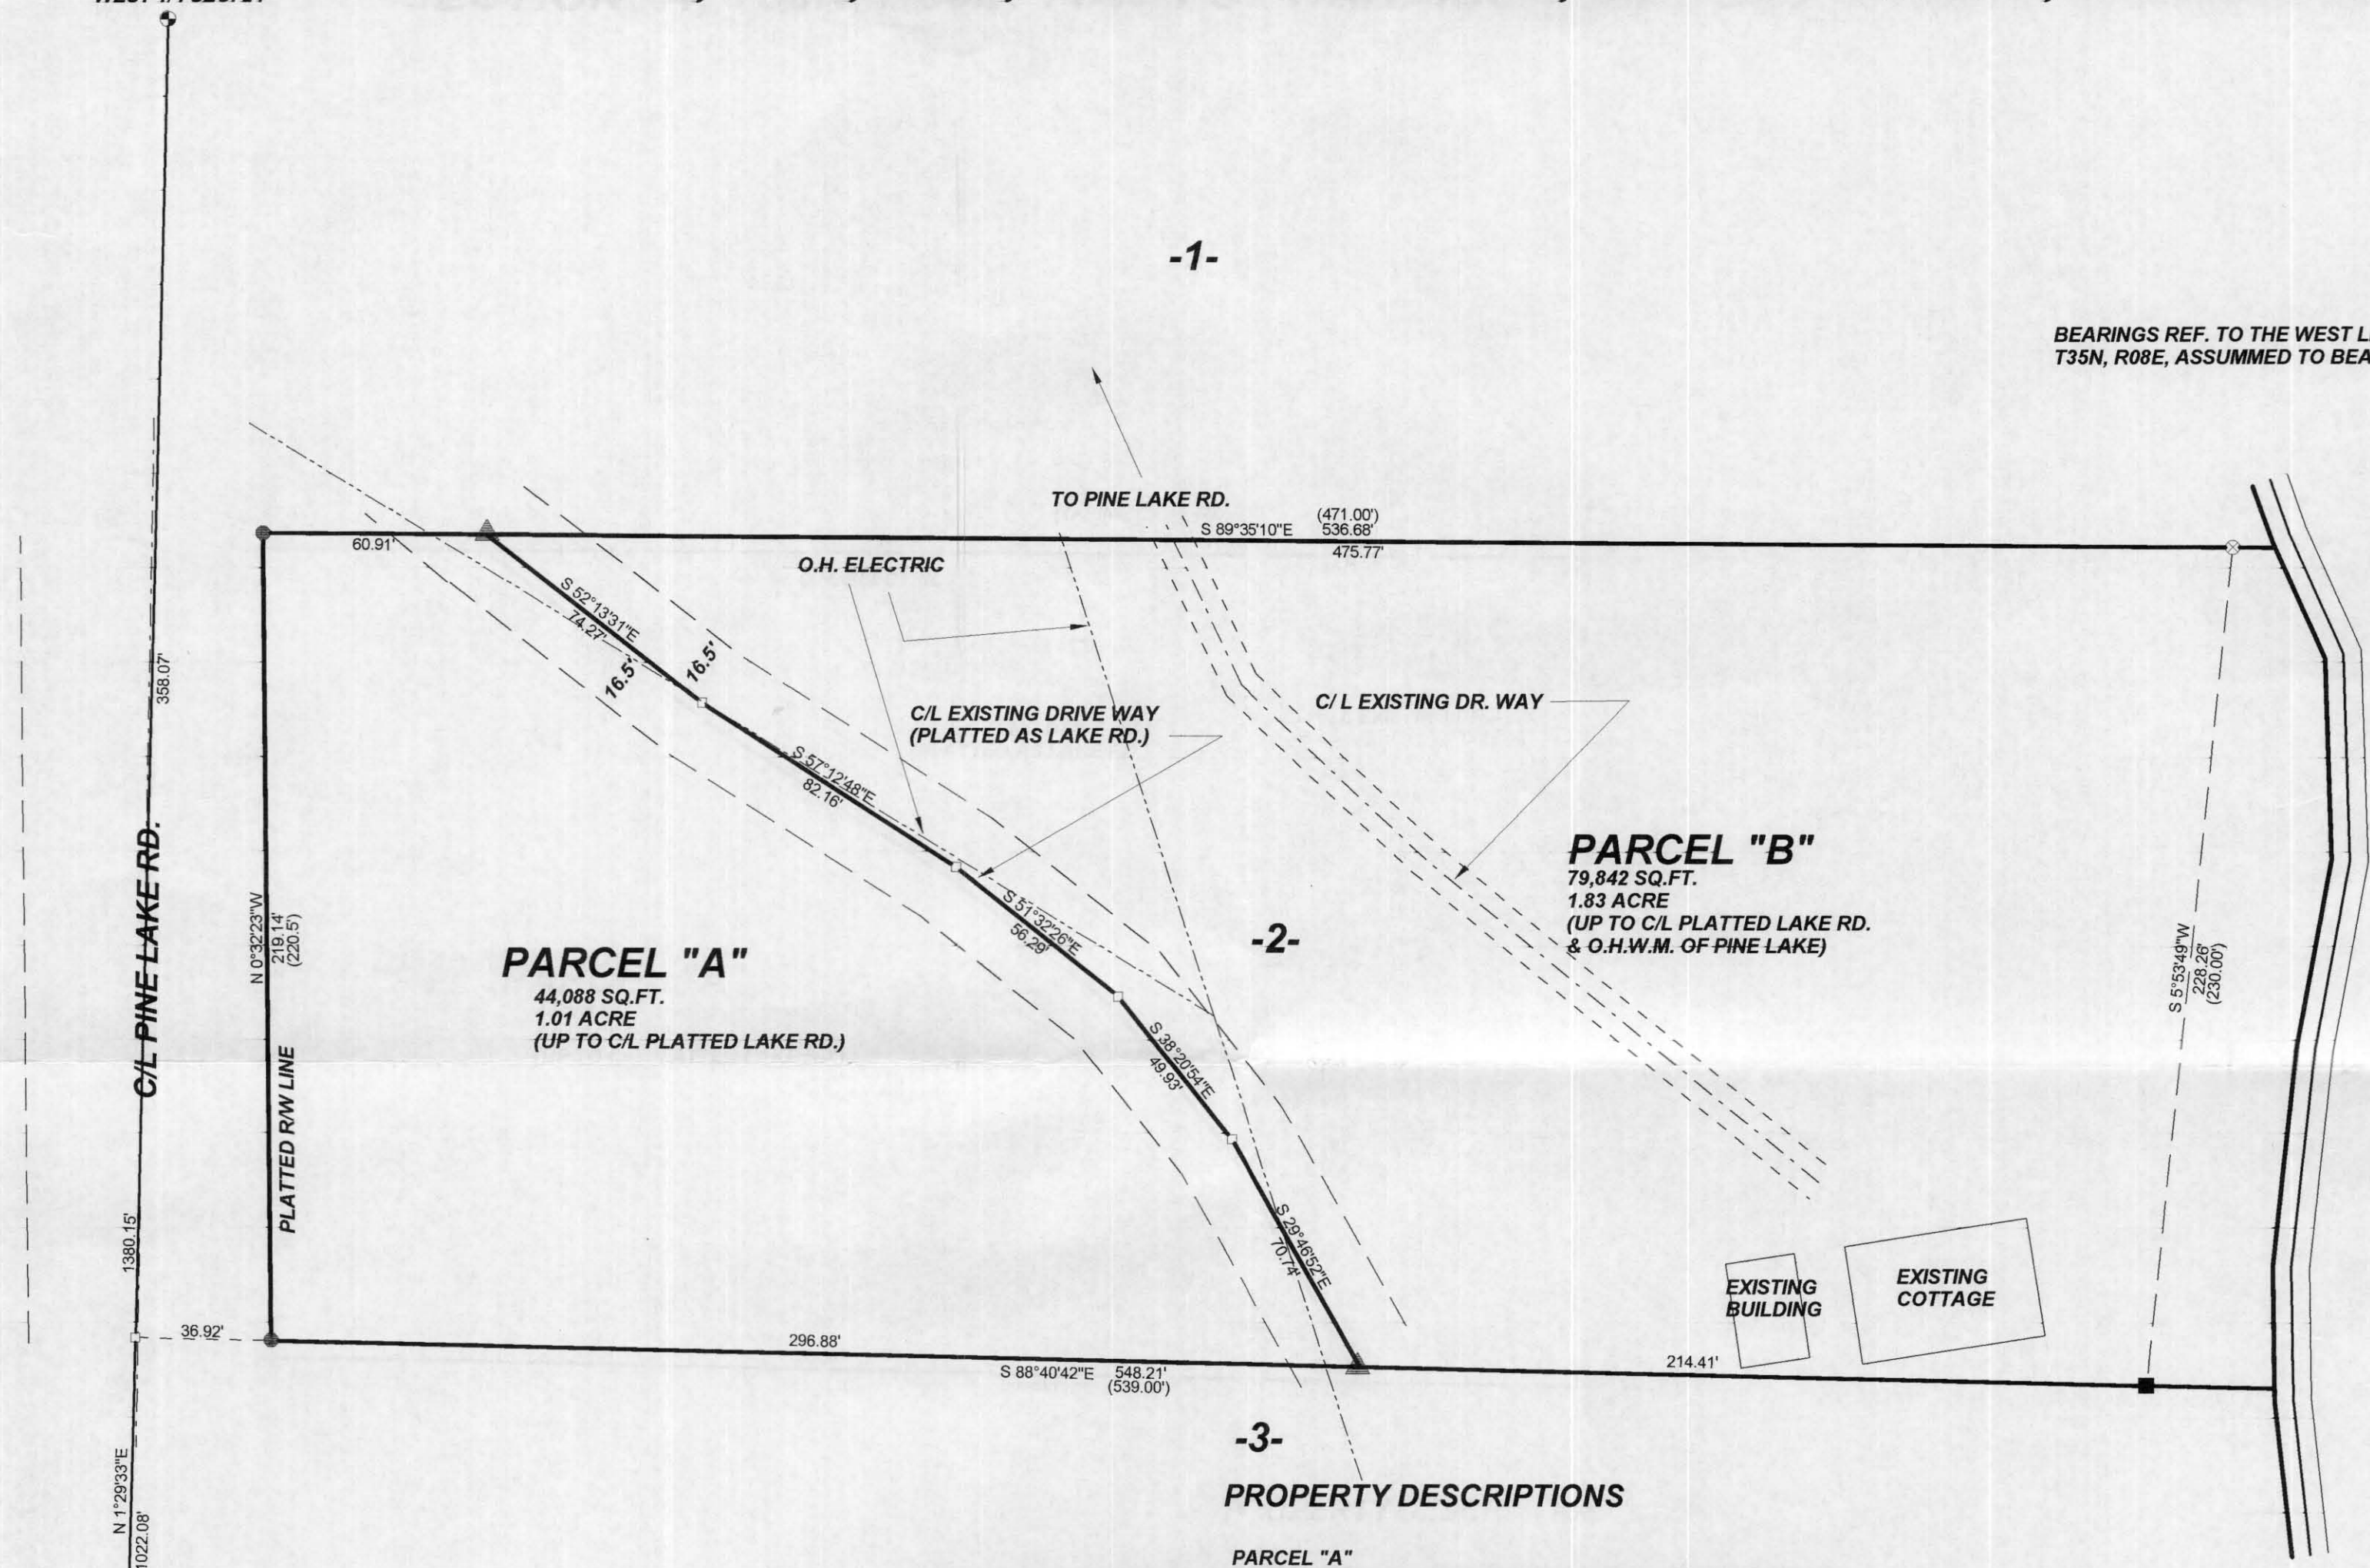 -1-
BEARINGS REF. TO THE WEST L
T35N, R08E, ASSUMMED TO BEA
TO PINE LAKE RD.
(471.00')
S 89°35'10"E 536.68'
475.77'
60.91'
O.H. ELECTRIC
S 52°13'31"E
74.27'
16.5'
16.5'
358.07'
C/L EXISTING DRIVE WAY
(PLATTED AS LAKE RD.)
C/ L EXISTING DR. WAY
S 57°12'48"E
82.16'
C/L PINE LAKE RD.
PARCEL "B"
79,842 SQ.FT.
1.83 ACRE
(UP TO C/L PLATTED LAKE RD.
& O.H.W.M. OF PINE LAKE)
N 0°32'23"W
219.14'
(220.5')
S 51°32'26"E
56.29'
-2-
S 5°53'49"W
228.26'
(230.00')
PARCEL "A"
44,088 SQ.FT.
1.01 ACRE
(UP TO C/L PLATTED LAKE RD.)
S 38°20'54"E
49.93'
PLATTED R/W LINE
1380.15'
S 29°46'52"E
70.74'
EXISTING
BUILDING
EXISTING
COTTAGE
36.92'
296.88'
214.41'
S 88°40'42"E 548.21'
(539.00')
-3-
N 1°29'33"E
1022.08'
PROPERTY DESCRIPTIONS
PARCEL "A"